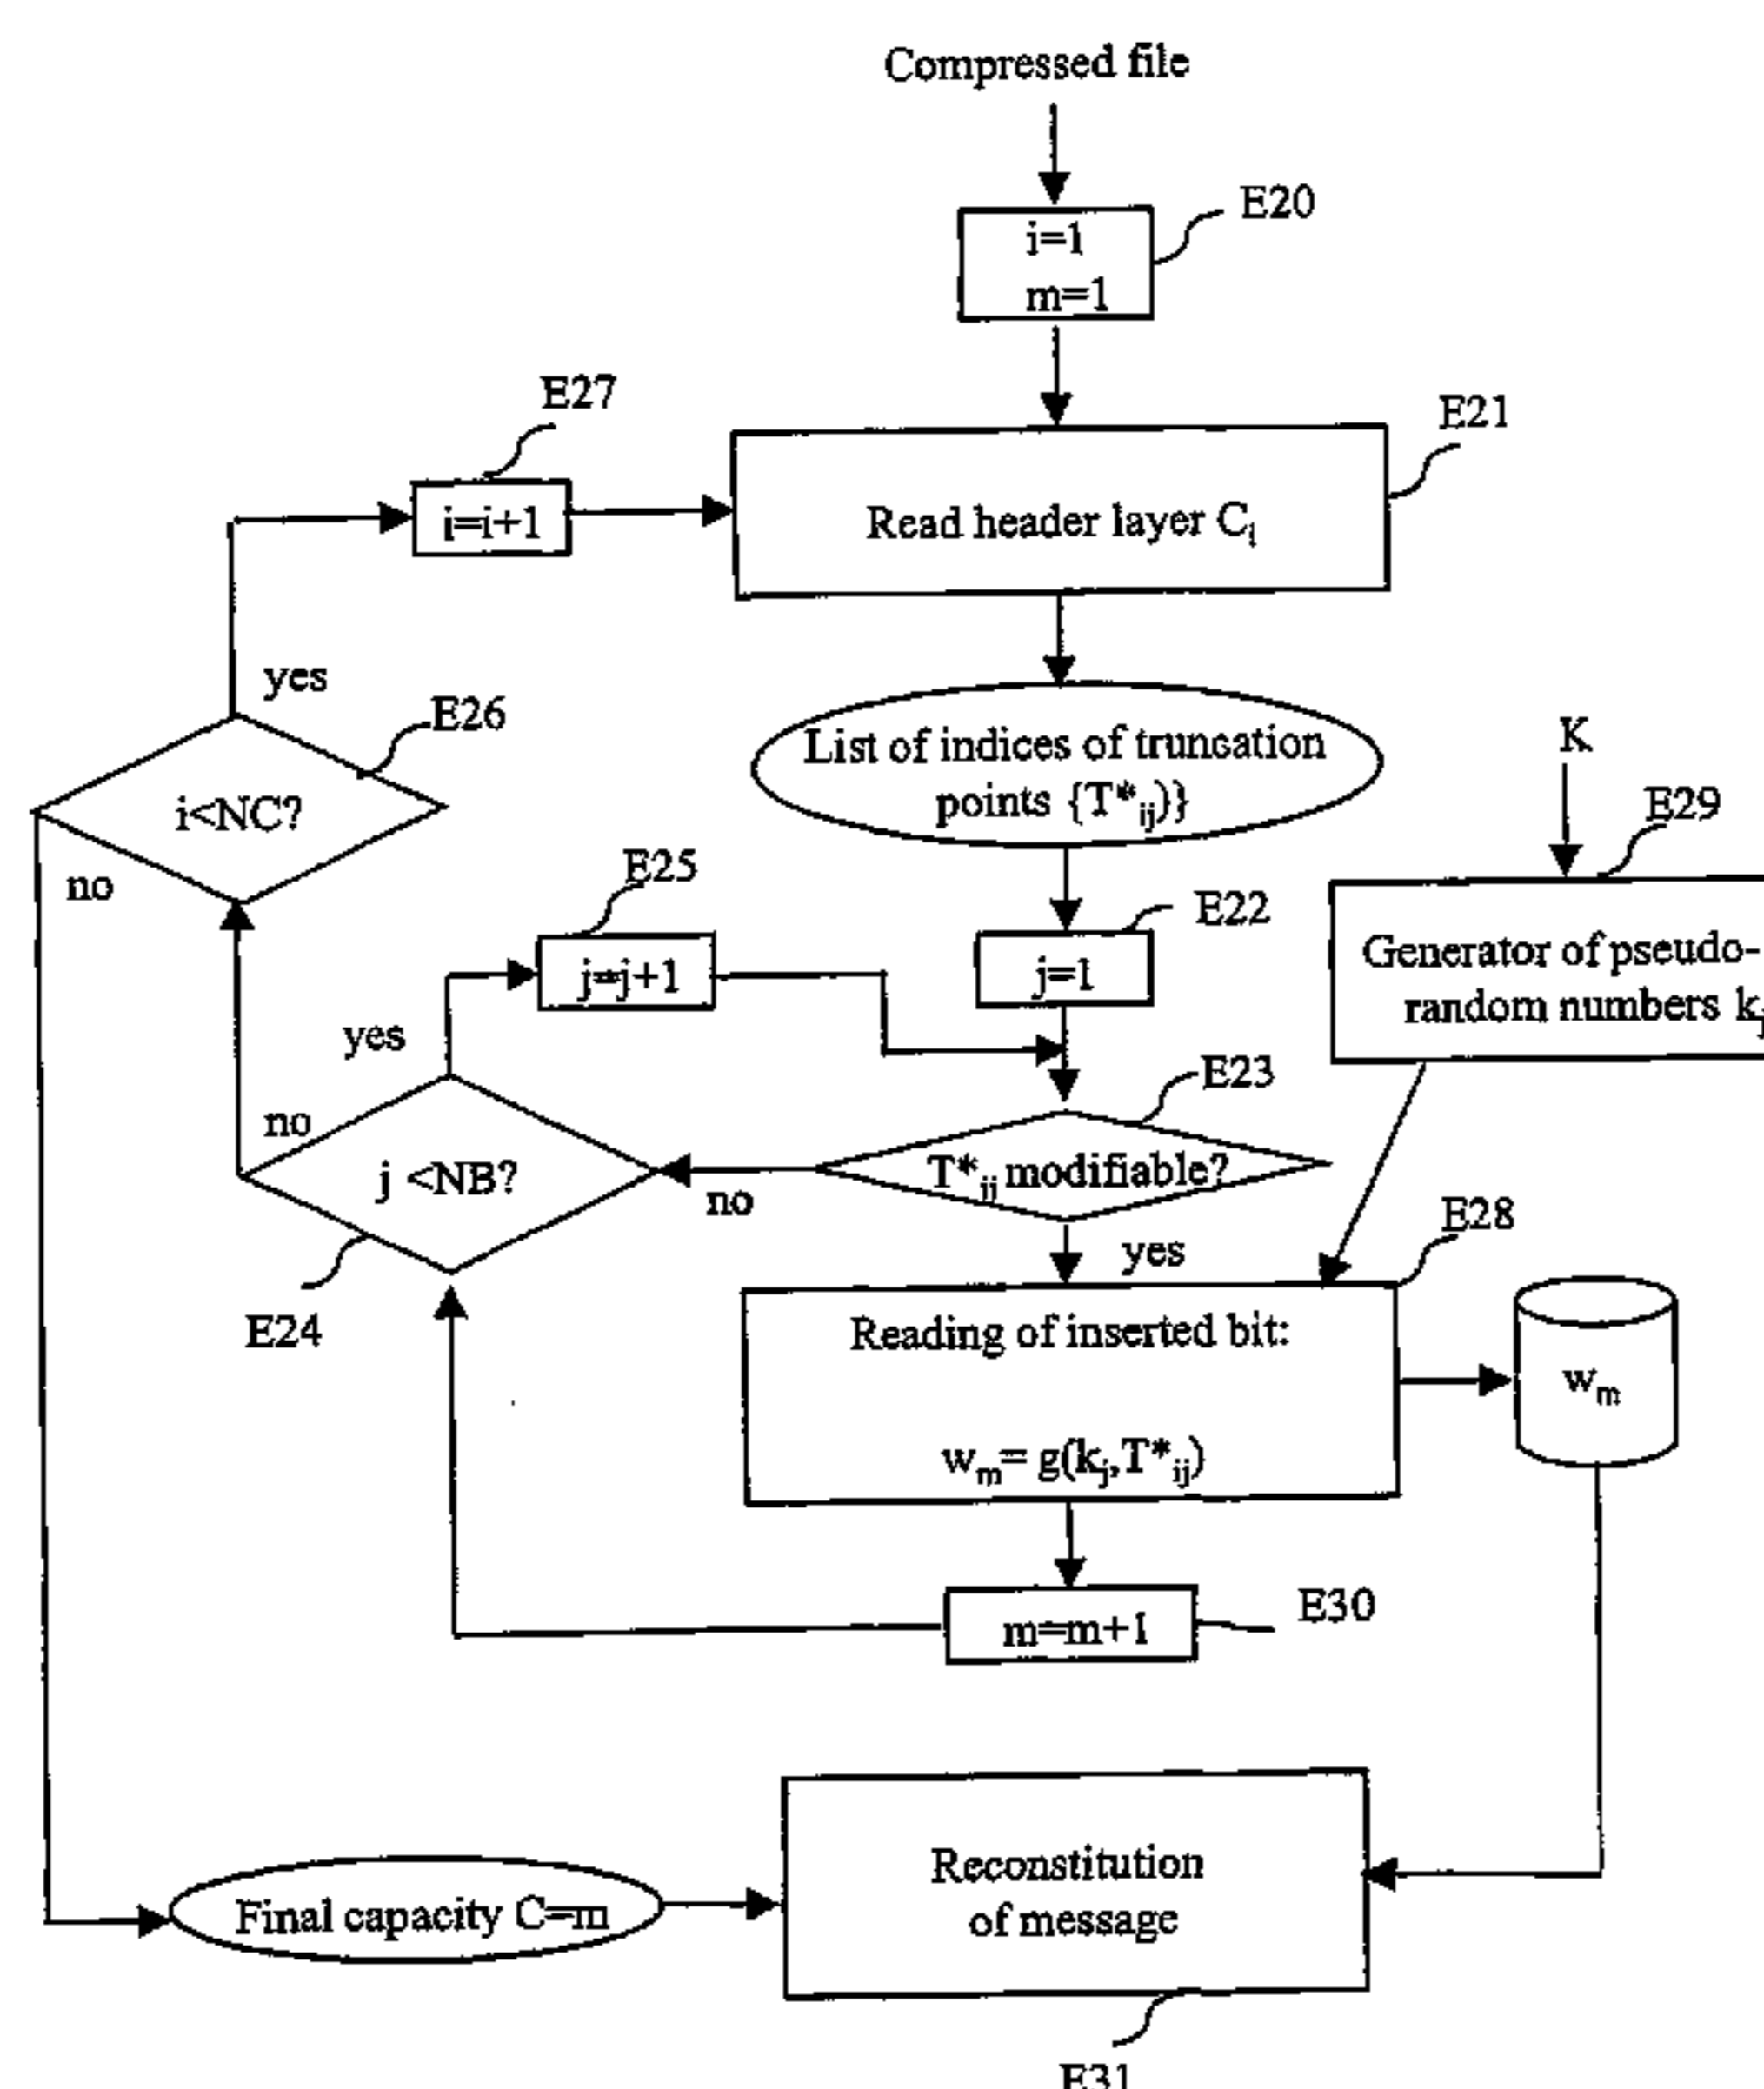 Compressed file
E20
i=1
m=1
E27
E21
i=i+1
Read header layer Ci
yes
E26
List of indices of truncation
points {T*ij)}
K
i<NC?
E29
no
E25
E22
Generator of pseudo-
random numbers kj
j=j+1
j=1
yes
E23
no
j <NB?
T*ij modifiable?
no
E28
yes
E24
Reading of inserted bit:
wm
wm= g(kj,T*ij)
E30
m=m+1
Reconstitution
of message
Final capacity C=m
E31